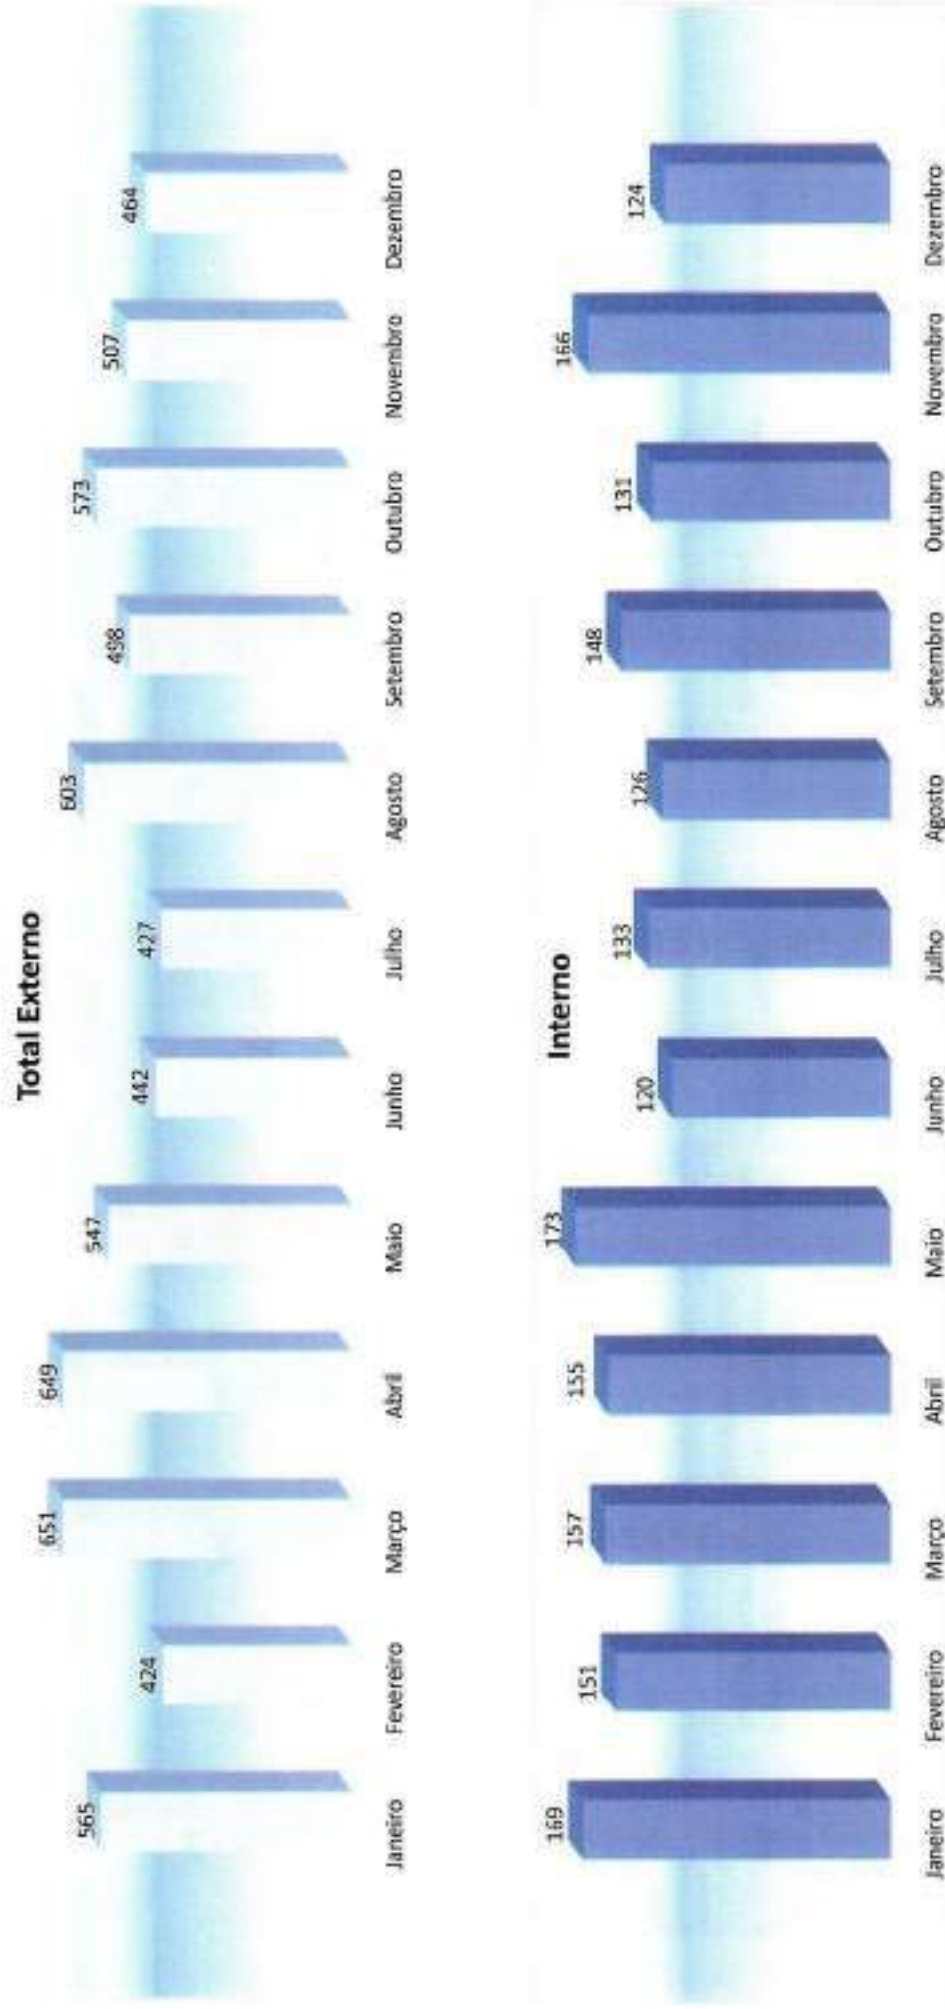 Total Externo
565 424 651 649 547 442 427 603 498 573 507 464
Janeiro Fevereiro Março Abril Maio Junho Julho Agosto Setembro Outubro Novembro Dezembro
Interno
169 151 157 155 173 120 133 126 148 131 166 124
Janeiro Fevereiro Março Abril Maio Junho Julho Agosto Setembro Outubro Novembro Dezembro